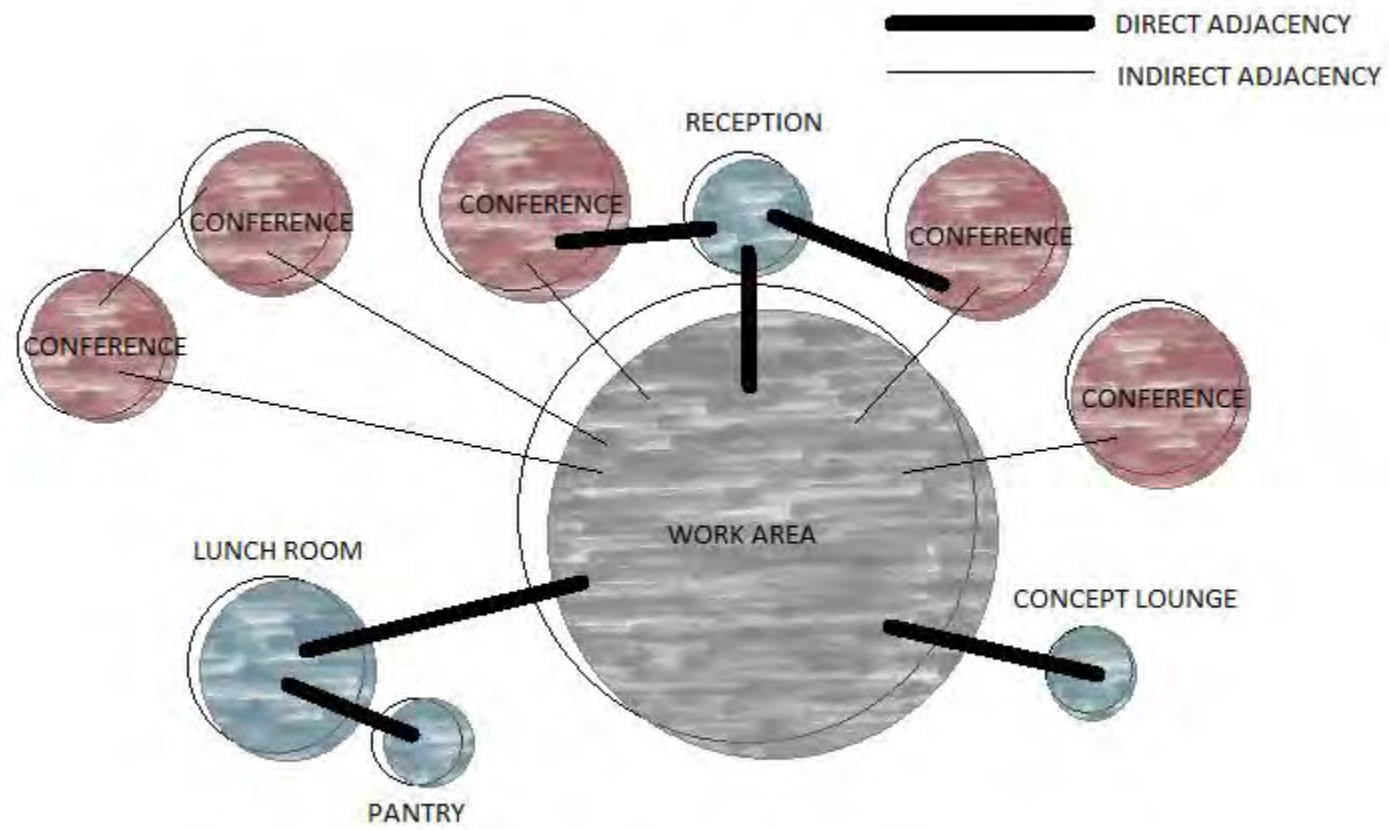 DIRECT ADJACENCY
INDIRECT ADJACENCY
RECEPTION
CONFERENCE
CONFERENCE
CONFERENCE
CONFERENCE
CONFERENCE
WORK AREA
LUNCH ROOM
CONCEPT LOUNGE
PANTRY